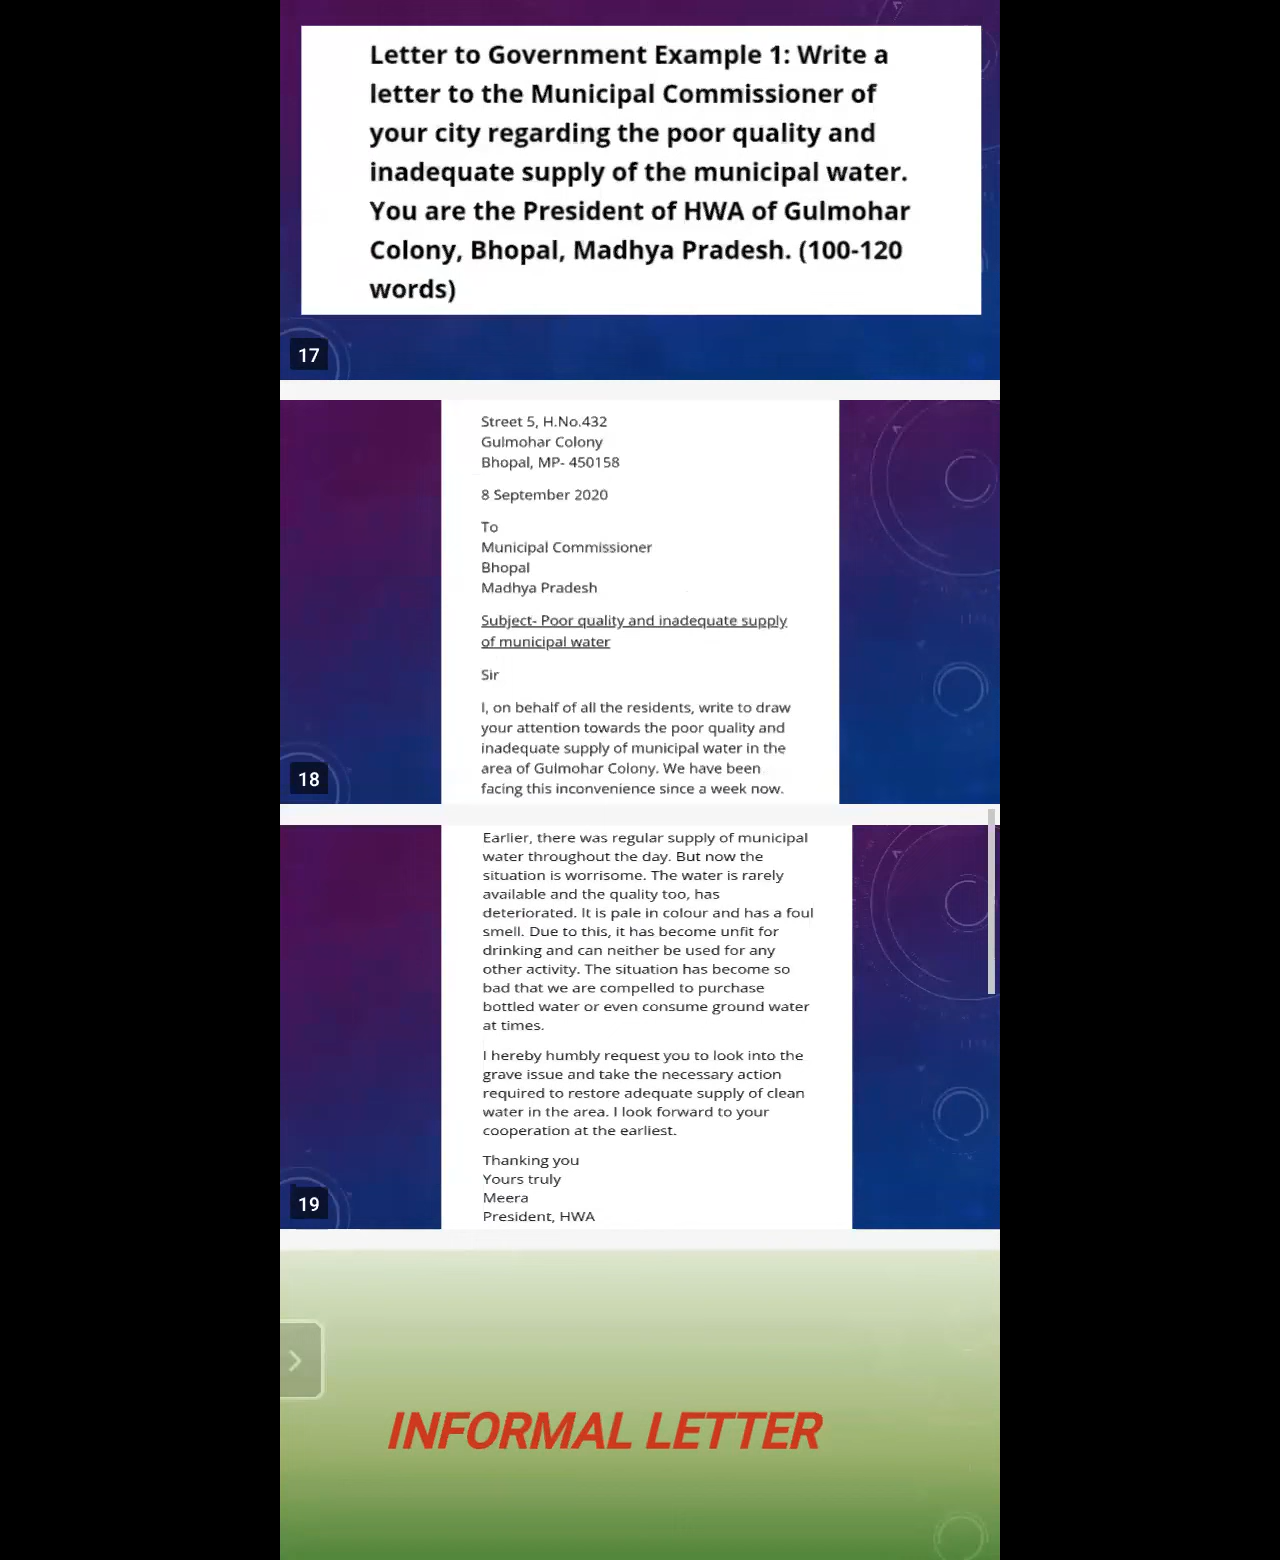 Letter to Government Example 1: Write a
letter to the Municipal Commissioner of
your city regarding the poor quality and
inadequate supply of the municipal water.
You are the President of HWA of Gulmohar
Colony, Bhopal, Madhya Pradesh. (100-120
words)
17
Street 5, H.No.432
Gulmohar Colony
Bhopal, MP- 450158
8 September 2020
To
Municipal Commissioner
Bhopal
Madhya Pradesh
Subject- Poor quality and inadequate supply
of municipal water
Sir
I, on behalf of all the residents, write to draw
your attention towards the poor quality and
inadequate supply of municipal water in the
area of Gulmohar Colony. We have been
facing this inconvenience since a week now.
18
Earlier, there was regular supply of municipal
water throughout the day. But now the
situation is worrisome. The water is rarely
available and the quality too, has
deteriorated. It is pale in colour and has a foul
smell. Due to this, it has become unfit for
drinking and can neither be used for any
other activity. The situation has become so
bad that we are compelled to purchase
bottled water or even consume ground water
at times.
I hereby humbly request you to look into the
grave issue and take the necessary action
required to restore adequate supply of clean
water in the area. I look forward to your
cooperation at the earliest.
Thanking you
Yours truly
Meera
President, HWA
19
INFORMAL LETTER